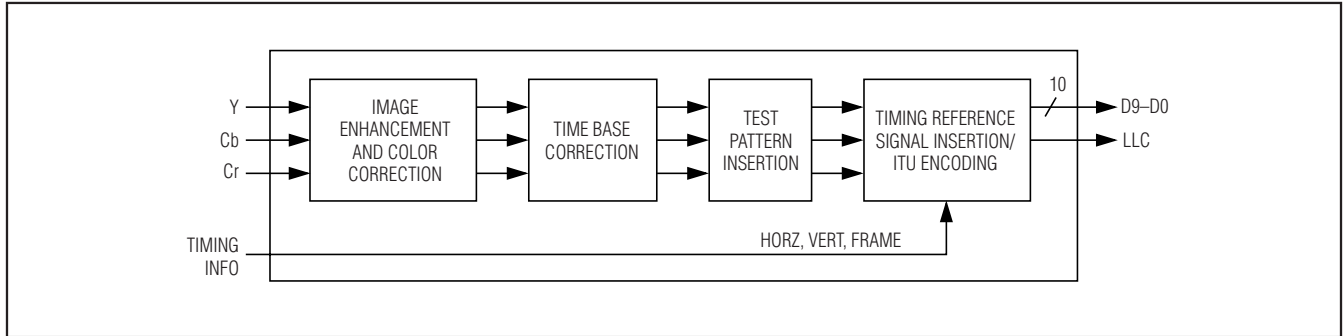 Y
Cb
Cr
TIMING
INFO
IMAGE
ENHANCEMENT
AND COLOR
CORRECTION
TIME BASE
CORRECTION
TEST
PATTERN
INSERTION
TIMING REFERENCE
SIGNAL INSERTION/
ITU ENCODING
10
D9–D0
LLC
HORZ, VERT, FRAME